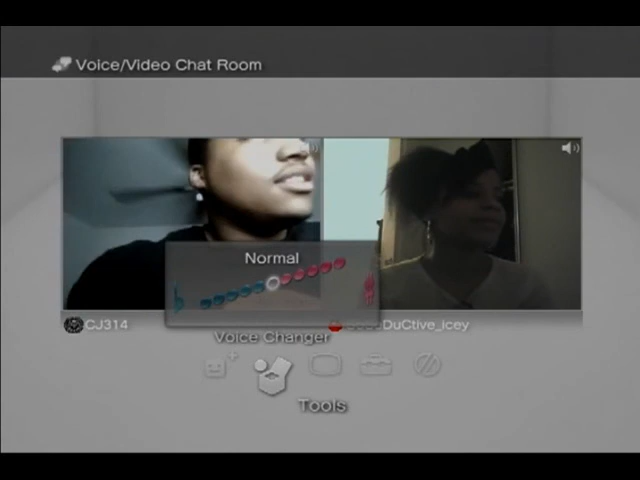 Voice/Video Chat Room
Normal
CJ314
DuCtive_icey
Voice Changer
Tools